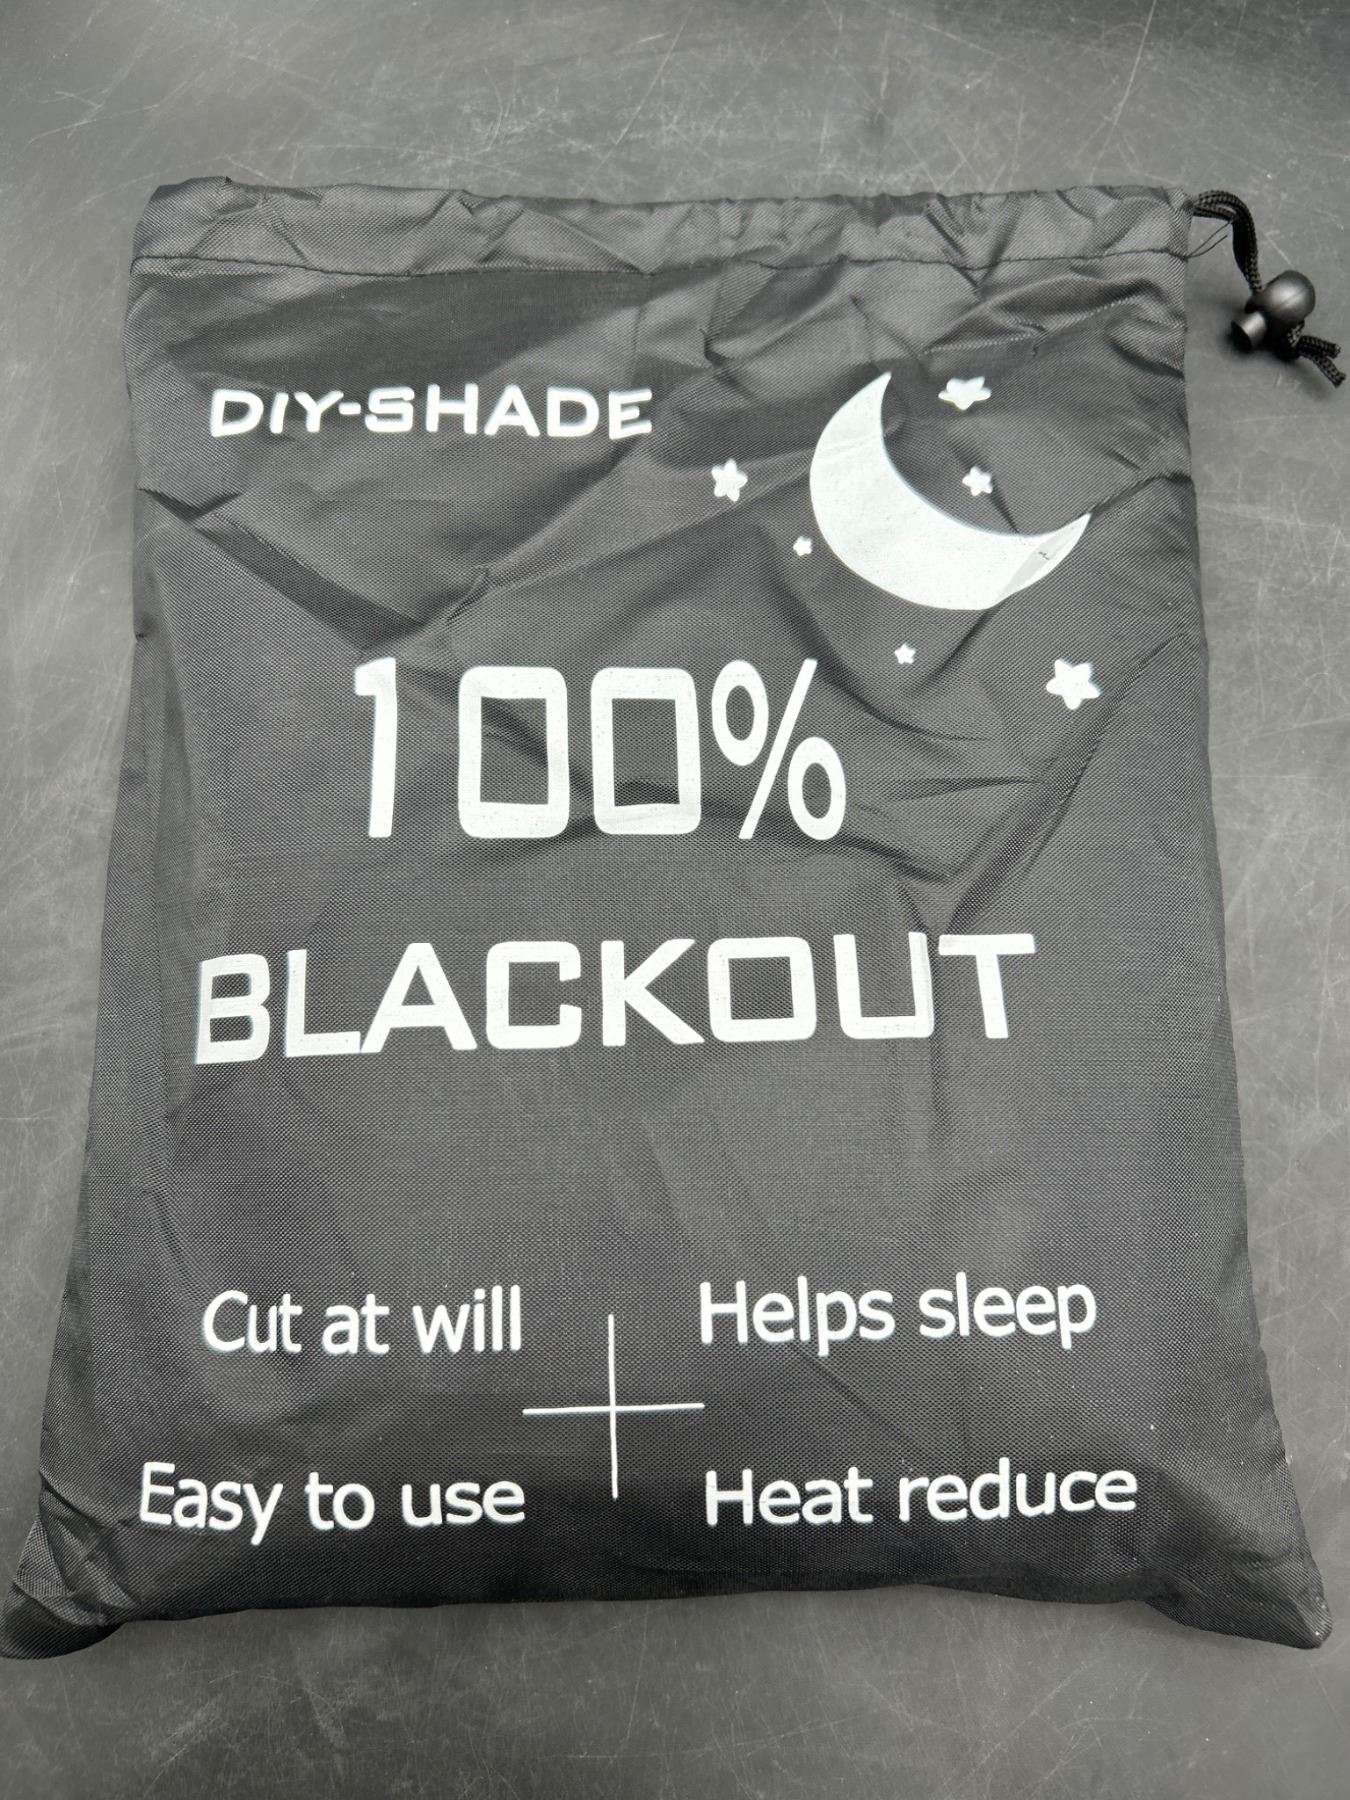 DIY-SHADE
100%
BLACKOUT
Cut at will
Helps sleep
Easy to use
Heat reduce